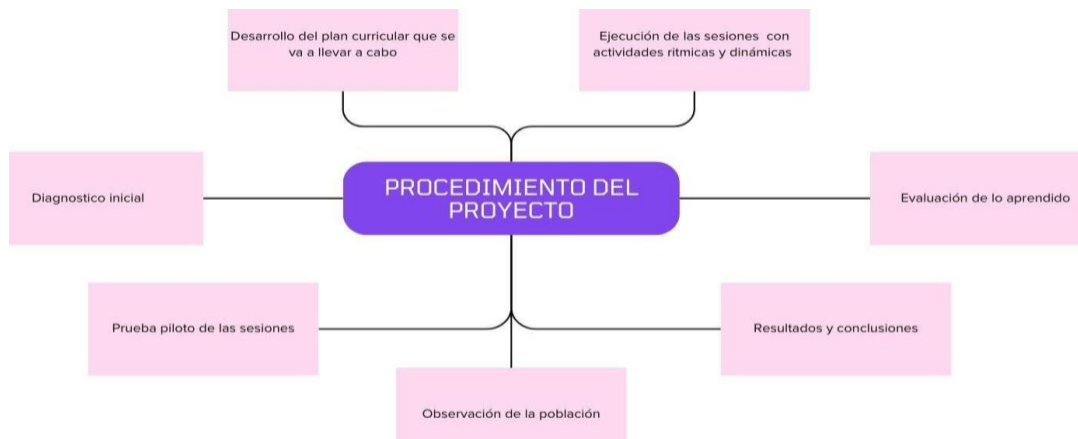 Desarrollo del plan curricular que se
va a llevar a cabo
Ejecución de las sesiones con
actividades ritmicas y dinámicas
Diagnostico inicial
PROCEDIMIENTO DEL
PROYECTO
Evaluación de lo aprendido
Prueba piloto de las sesiones
Resultados y conclusiones
Observación de la población